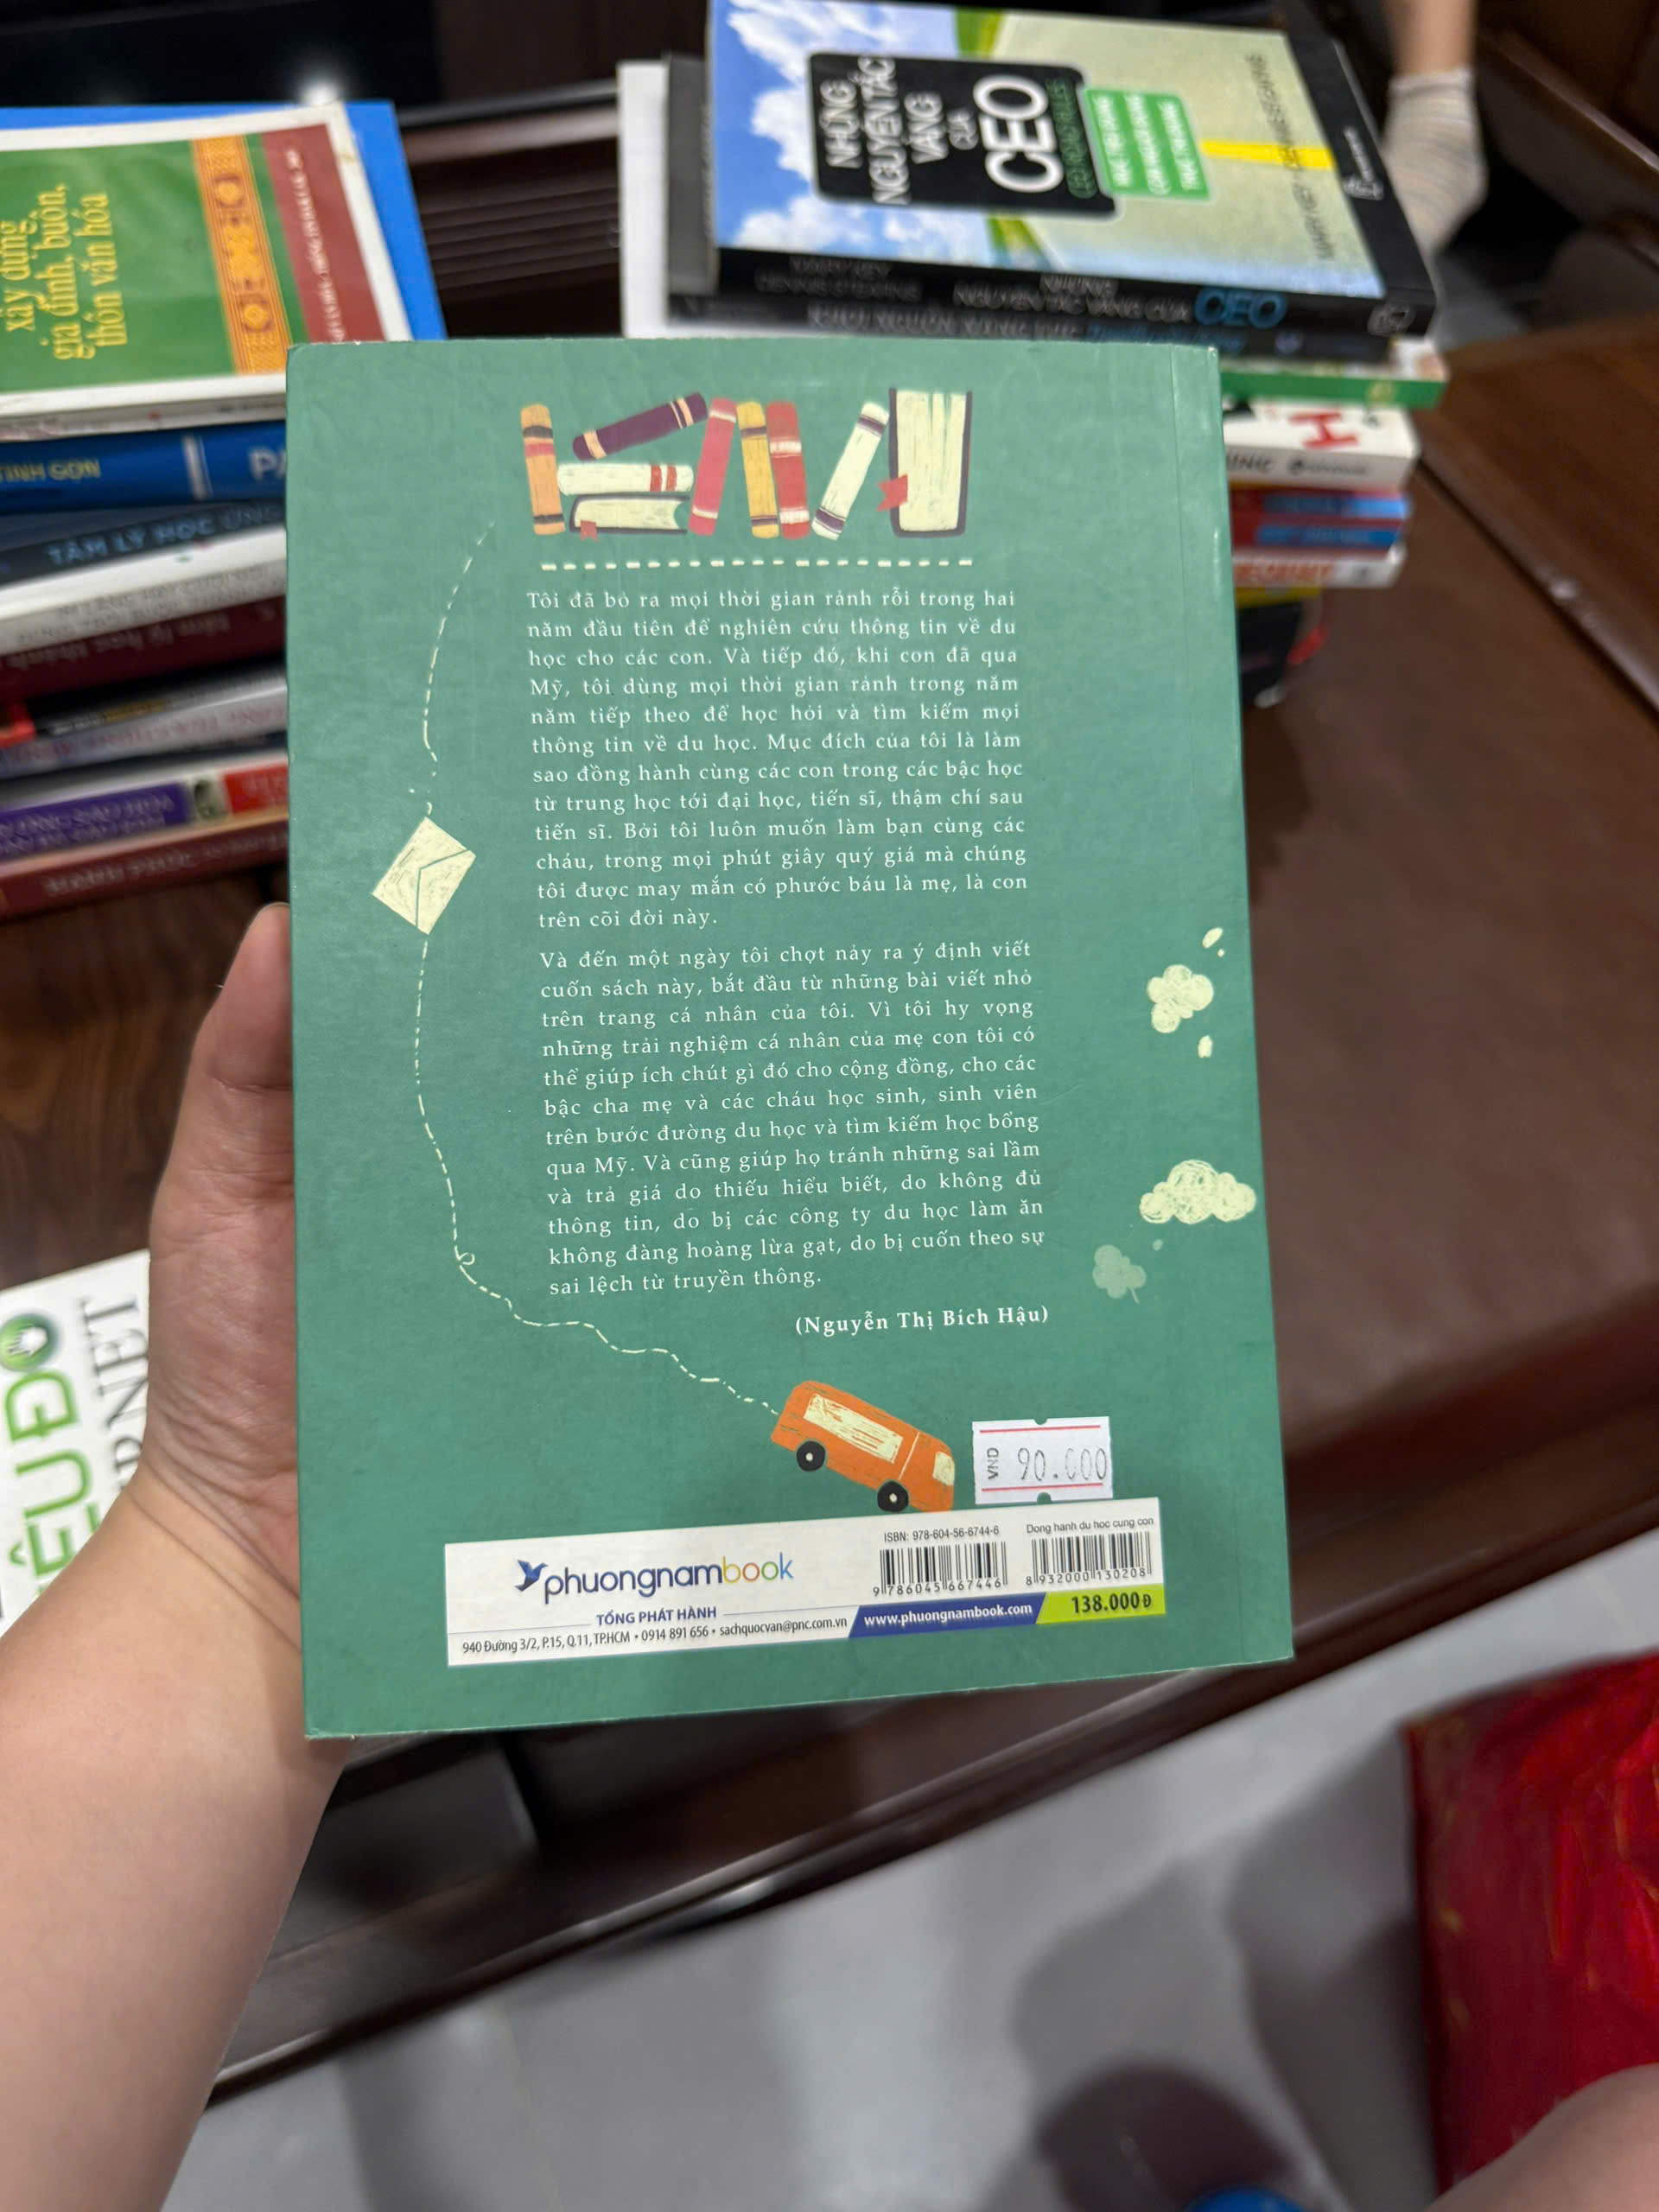 xây dựng
gia đình, buôn,
thôn văn hóa
NHỮNG
NGUYÊN TẮC
VÀNG
CỦA
CEO
NGUYÊN TẮC VÀNG CỦA CEO
TINH GỌN
TÂM LÝ HỌC ỨNG
Tôi đã bỏ ra mọi thời gian rảnh rỗi trong hai
năm đầu tiên để nghiên cứu thông tin về du
học cho các con. Và tiếp đó, khi con đã qua
Mỹ, tôi dùng mọi thời gian rảnh trong năm
năm tiếp theo để học hỏi và tìm kiếm mọi
thông tin về du học. Mục đích của tôi là làm
sao đồng hành cùng các con trong các bậc học
từ trung học tới đại học, tiến sĩ, thậm chí sau
tiến sĩ. Bởi tôi luôn muốn làm bạn cùng các
cháu, trong mọi phút giây quý giá mà chúng
tôi được may mắn có phước báu là mẹ, là con
trên cõi đời này.
Và đến một ngày tôi chợt nảy ra ý định viết
cuốn sách này, bắt đầu từ những bài viết nhỏ
trên trang cá nhân của tôi. Vì tôi hy vọng
những trải nghiệm cá nhân của mẹ con tôi có
thể giúp ích chút gì đó cho cộng đồng, cho các
bậc cha mẹ và các cháu học sinh, sinh viên
trên bước đường du học và tìm kiếm học bổng
qua Mỹ. Và cũng giúp họ tránh những sai lầm
và trả giá do thiếu hiểu biết, do không đủ
thông tin, do bị các công ty du học làm ăn
không đàng hoàng lừa gạt, do bị cuốn theo sự
sai lệch từ truyền thông.
(Nguyễn Thị Bích Hậu)
VND 90.000
phuongnambook
TỔNG PHÁT HÀNH
940 Đường 3/2, P.15, Q.11, TP.HCM • 0914 891 656 • sachquocvan@pnc.com.vn
ISBN: 978-604-56-6744-6
9 786045 667446
Dong hanh du hoc cung con
8 932000 130208
www.phuongnambook.com
138.000Đ